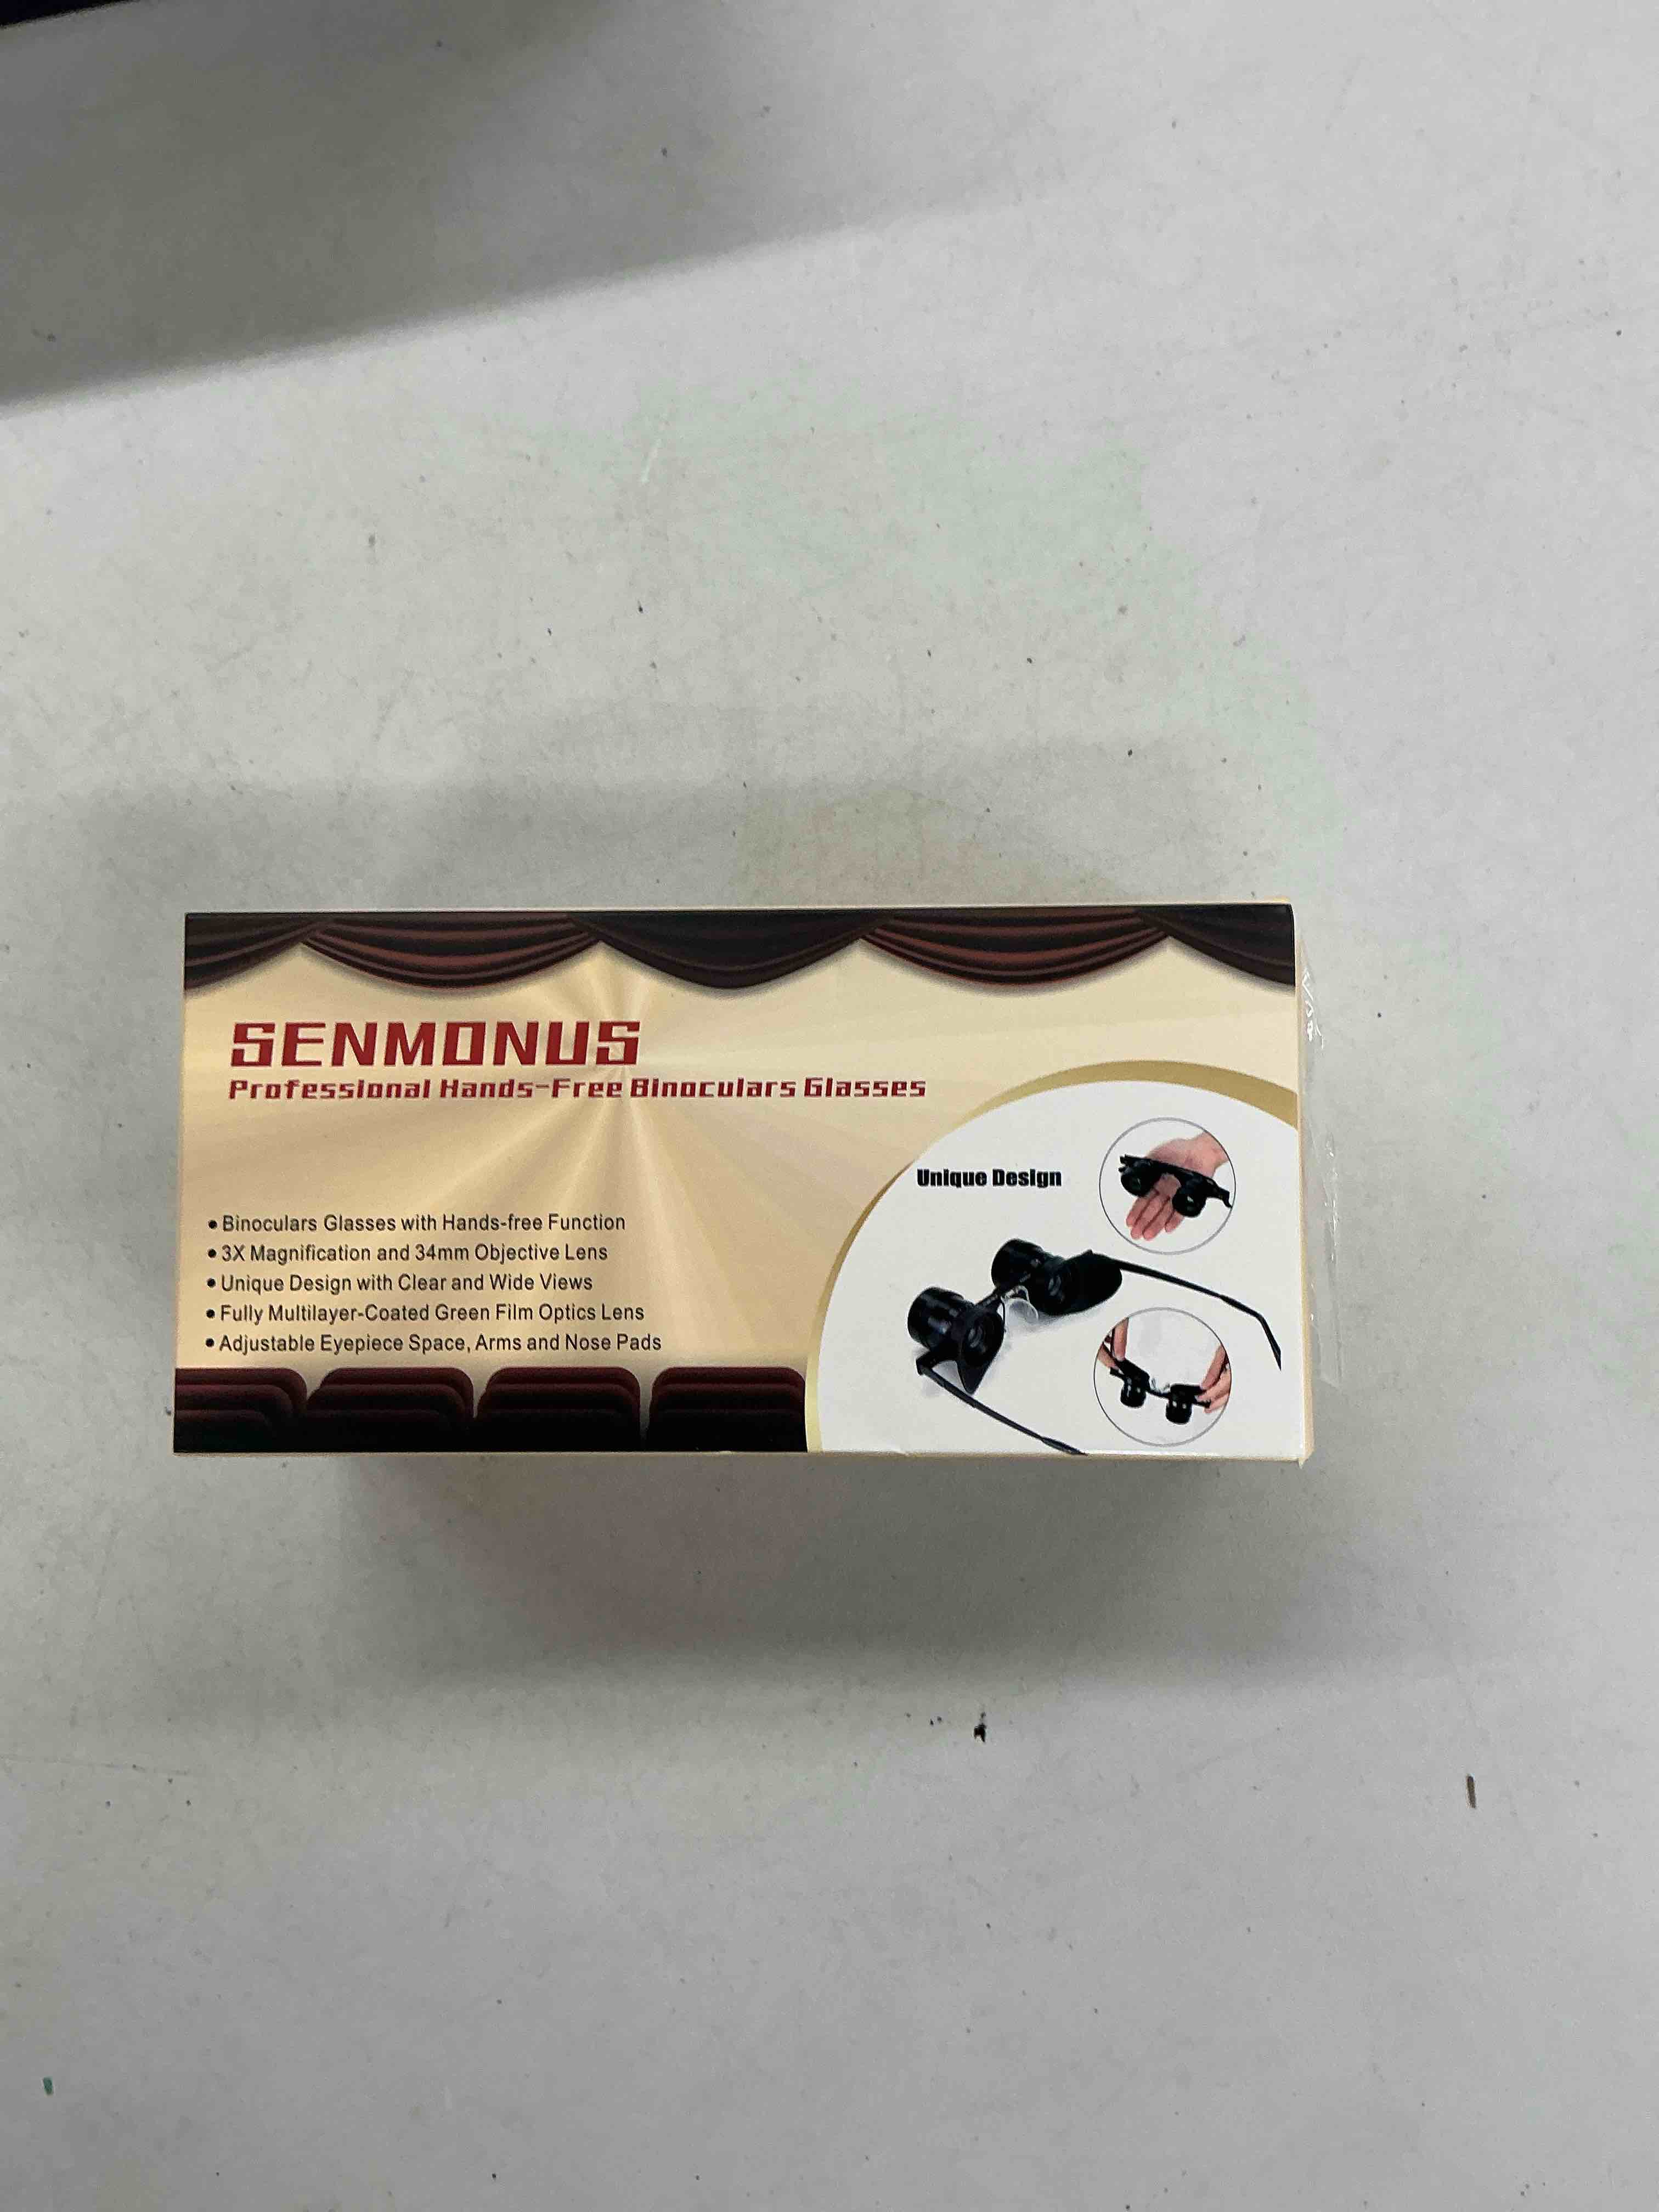 SENMONUS
Professional Hands-Free Binoculars Glasses
Unique Design
• Binoculars Glasses with Hands-free Function
• 3X Magnification and 34mm Objective Lens
• Unique Design with Clear and Wide Views
• Fully Multilayer-Coated Green Film Optics Lens
• Adjustable Eyepiece Space, Arms and Nose Pads